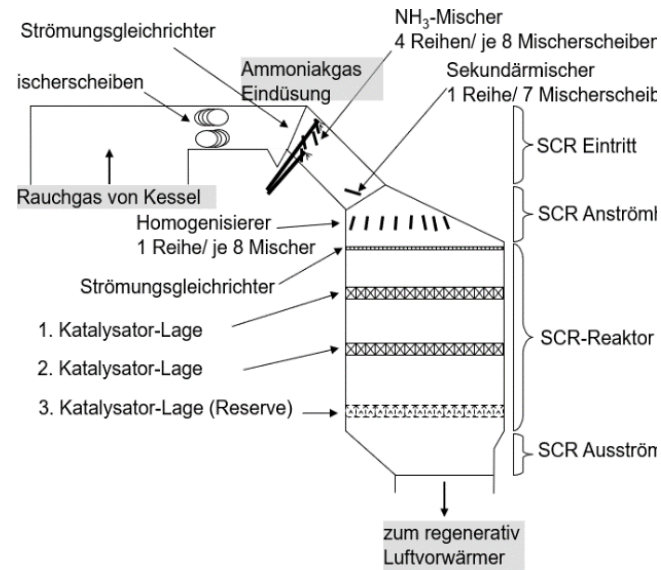 Strömungsgleichrichter
NH₃-Mischer
4 Reihen/ je 8 Mischerscheiben
ischerscheiben
Ammoniakgas
Eindüsung
Sekundärmischer
1 Reihe/ 7 Mischerscheib
SCR Eintritt
Rauchgas von Kessel
Homogenisierer
1 Reihe/ je 8 Mischer
SCR Anström
Strömungsgleichrichter
1. Katalysator-Lage
SCR-Reaktor
2. Katalysator-Lage
3. Katalysator-Lage (Reserve)
SCR Ausström
zum regenerativ
Luftvorwärmer